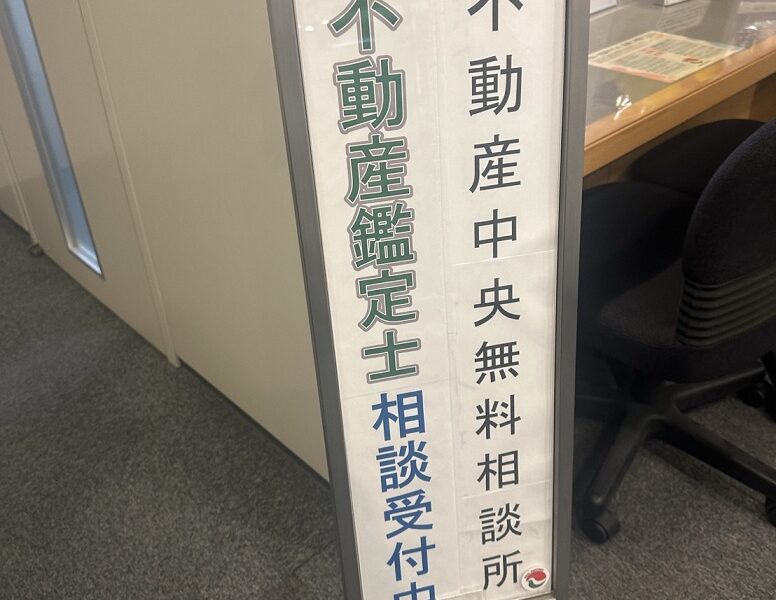 不動産中央無料相談所
不動産鑑定士
相談受付中